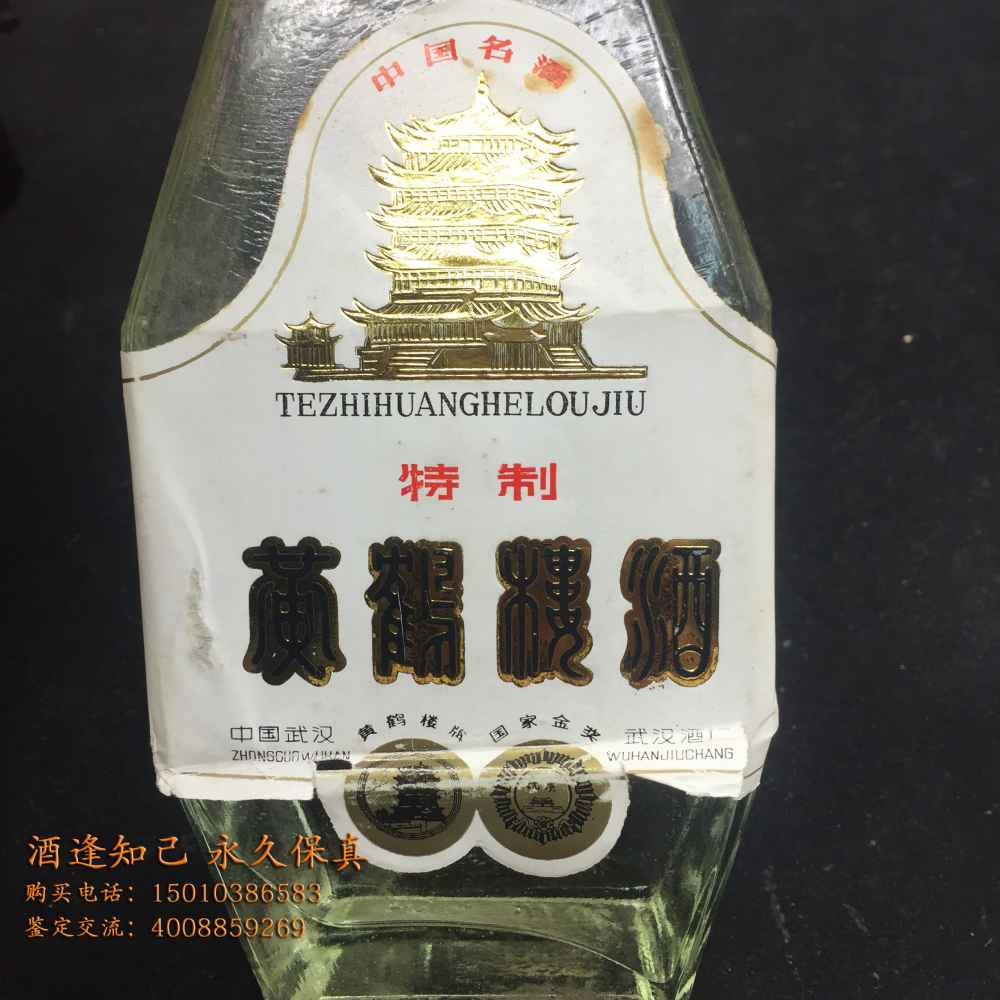 中国名酒
TEZHIHUANGHELOUJIU
特制
黄鹤楼酒
中国武汉 黄鹤楼版 国家金奖 武汉酒厂
ZHONGGUOWUHAN WUHANJIUCHANG
酒逢知己 永久保真
购买电话：15010386583
鉴定交流：4008859269